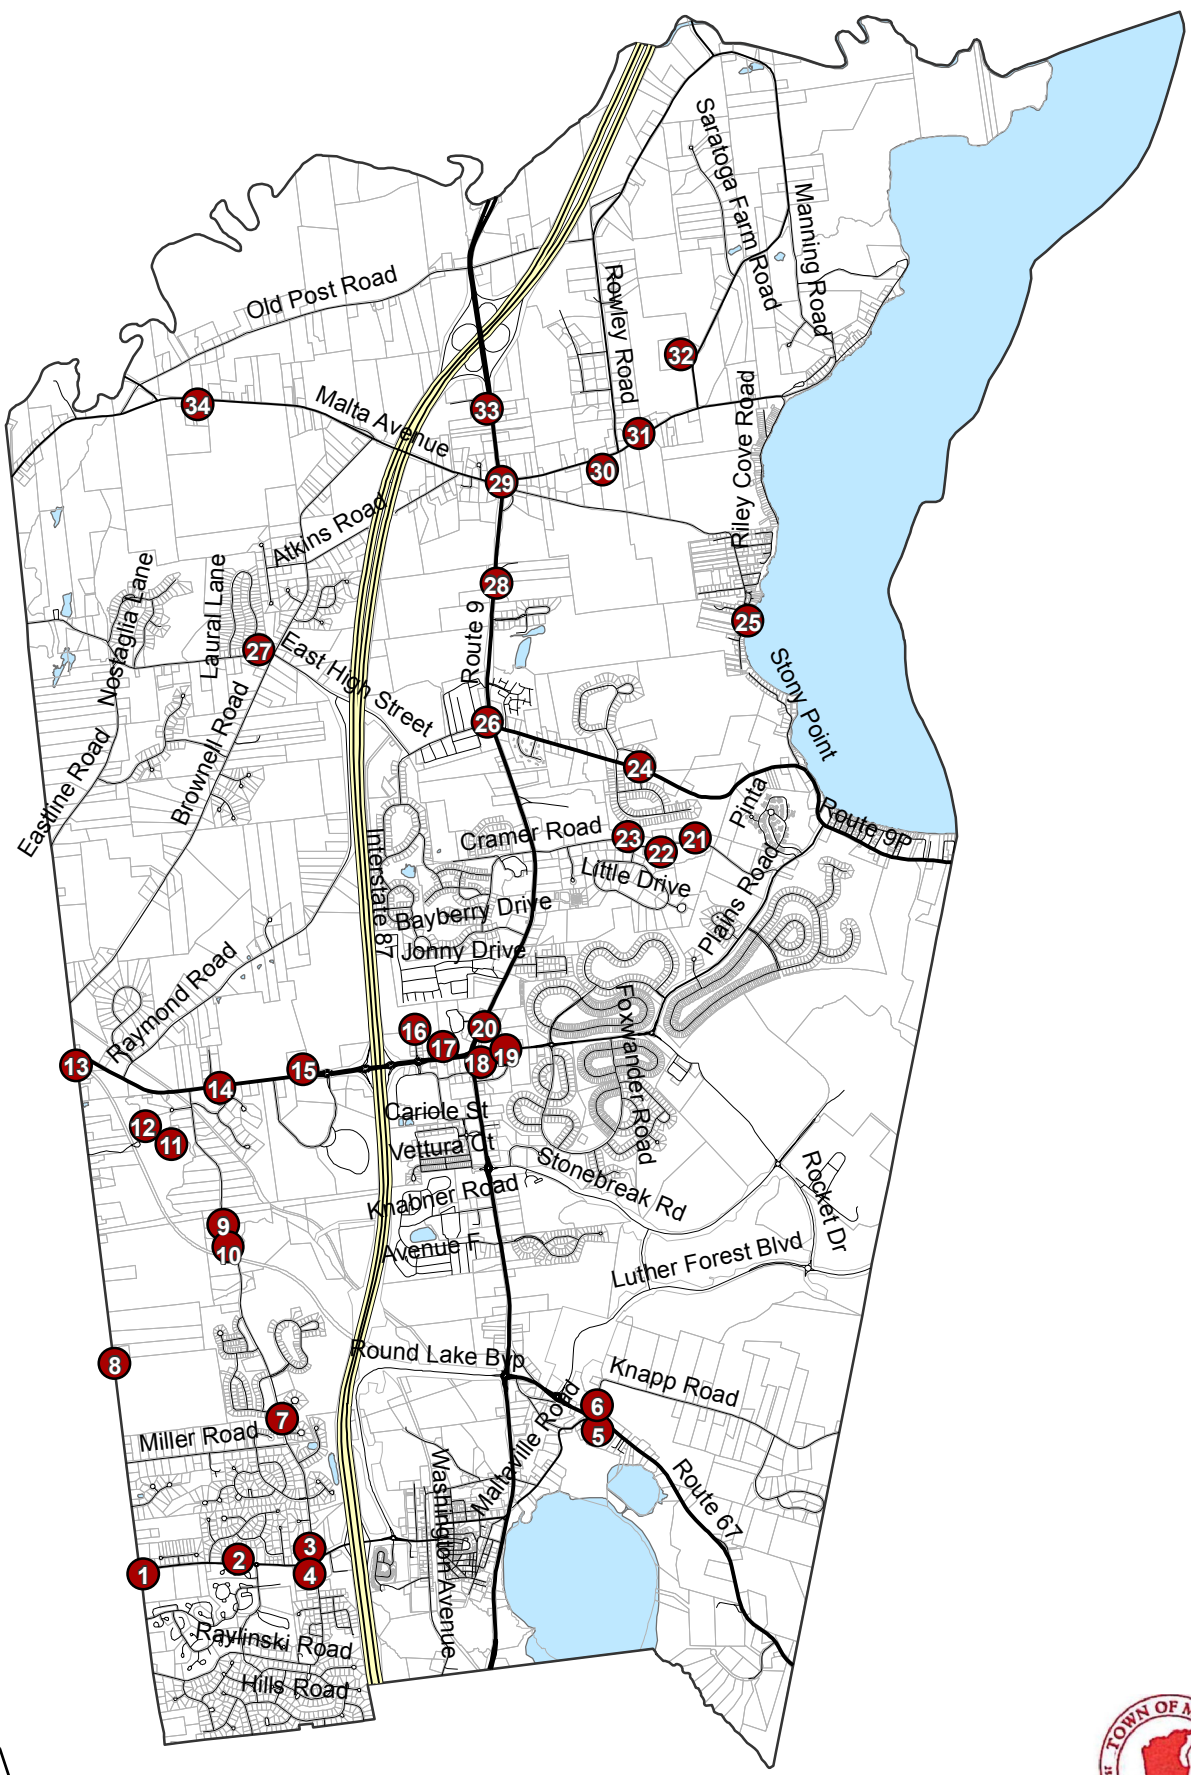 Saratoga Farm Road
Manning Road
Old Post Road
Rowley Road
32
Riley Cove Road
34
Malta Avenue
33
31
30
29
Atkins Road
Nostaglia Lane
Laural Lane
28
Route 9
25
27
East High Street
Stony Point
Brownell Road
26
Eastline Road
24
Pinta
Route 9P
Cramer Road
23
22
21
Interstate 87
Little Drive
Bayberry Drive
Plains Road
Jonny Drive
Raymond Road
Foxwander Road
16
20
17
19
18
13
15
14
Cariole St
12
11
Vettura Ct
Stonebreak Rd
Rocket Dr
Knabner Road
9
10
Avenue F
Luther Forest Blvd
Round Lake Byp
8
Knapp Road
6
5
7
Miller Road
Maltaville Road
Route 67
Washington Avenue
3
2
1
4
Raylinski Road
Hills Road
TOWN OF M